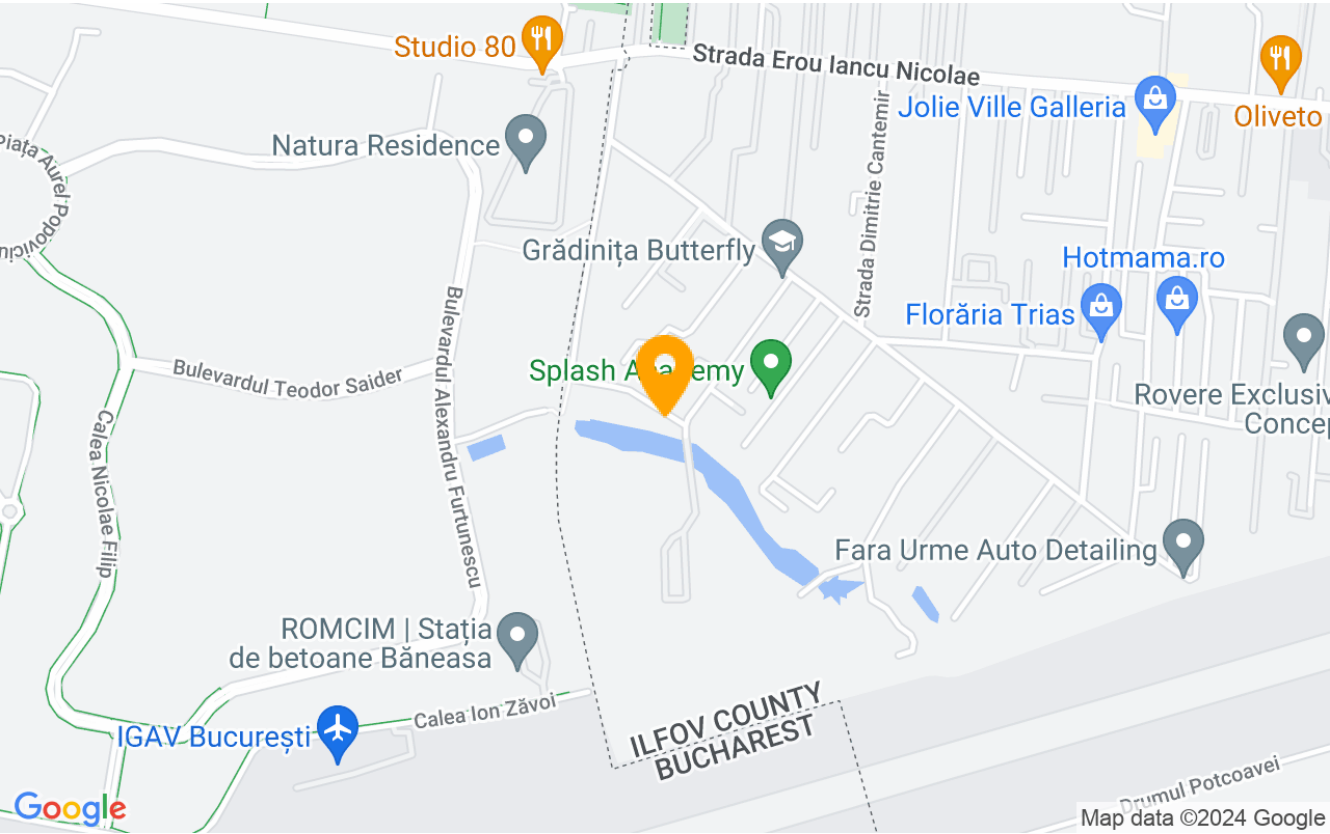 Studio 80
Strada Erou Iancu Nicolae
Jolie Ville Galleria
Oliveto
Natura Residence
Piața Aurel Popoviciu
Strada Dimitrie Cantemir
Grădinița Butterfly
Hotmama.ro
Florăria Trias
Bulevardul Teodor Saider
Bulevardul Alexandru Furtunescu
Splash Academy
Rovere Exclusiv
Concep
Calea Nicolae Filip
Fara Urme Auto Detailing
ROMCIM | Stația
de betoane Băneasa
Calea Ion Zăvoi
ILFOV COUNTY
BUCHAREST
IGAV București
Drumul Potcoavei
Google
Map data ©2024 Google